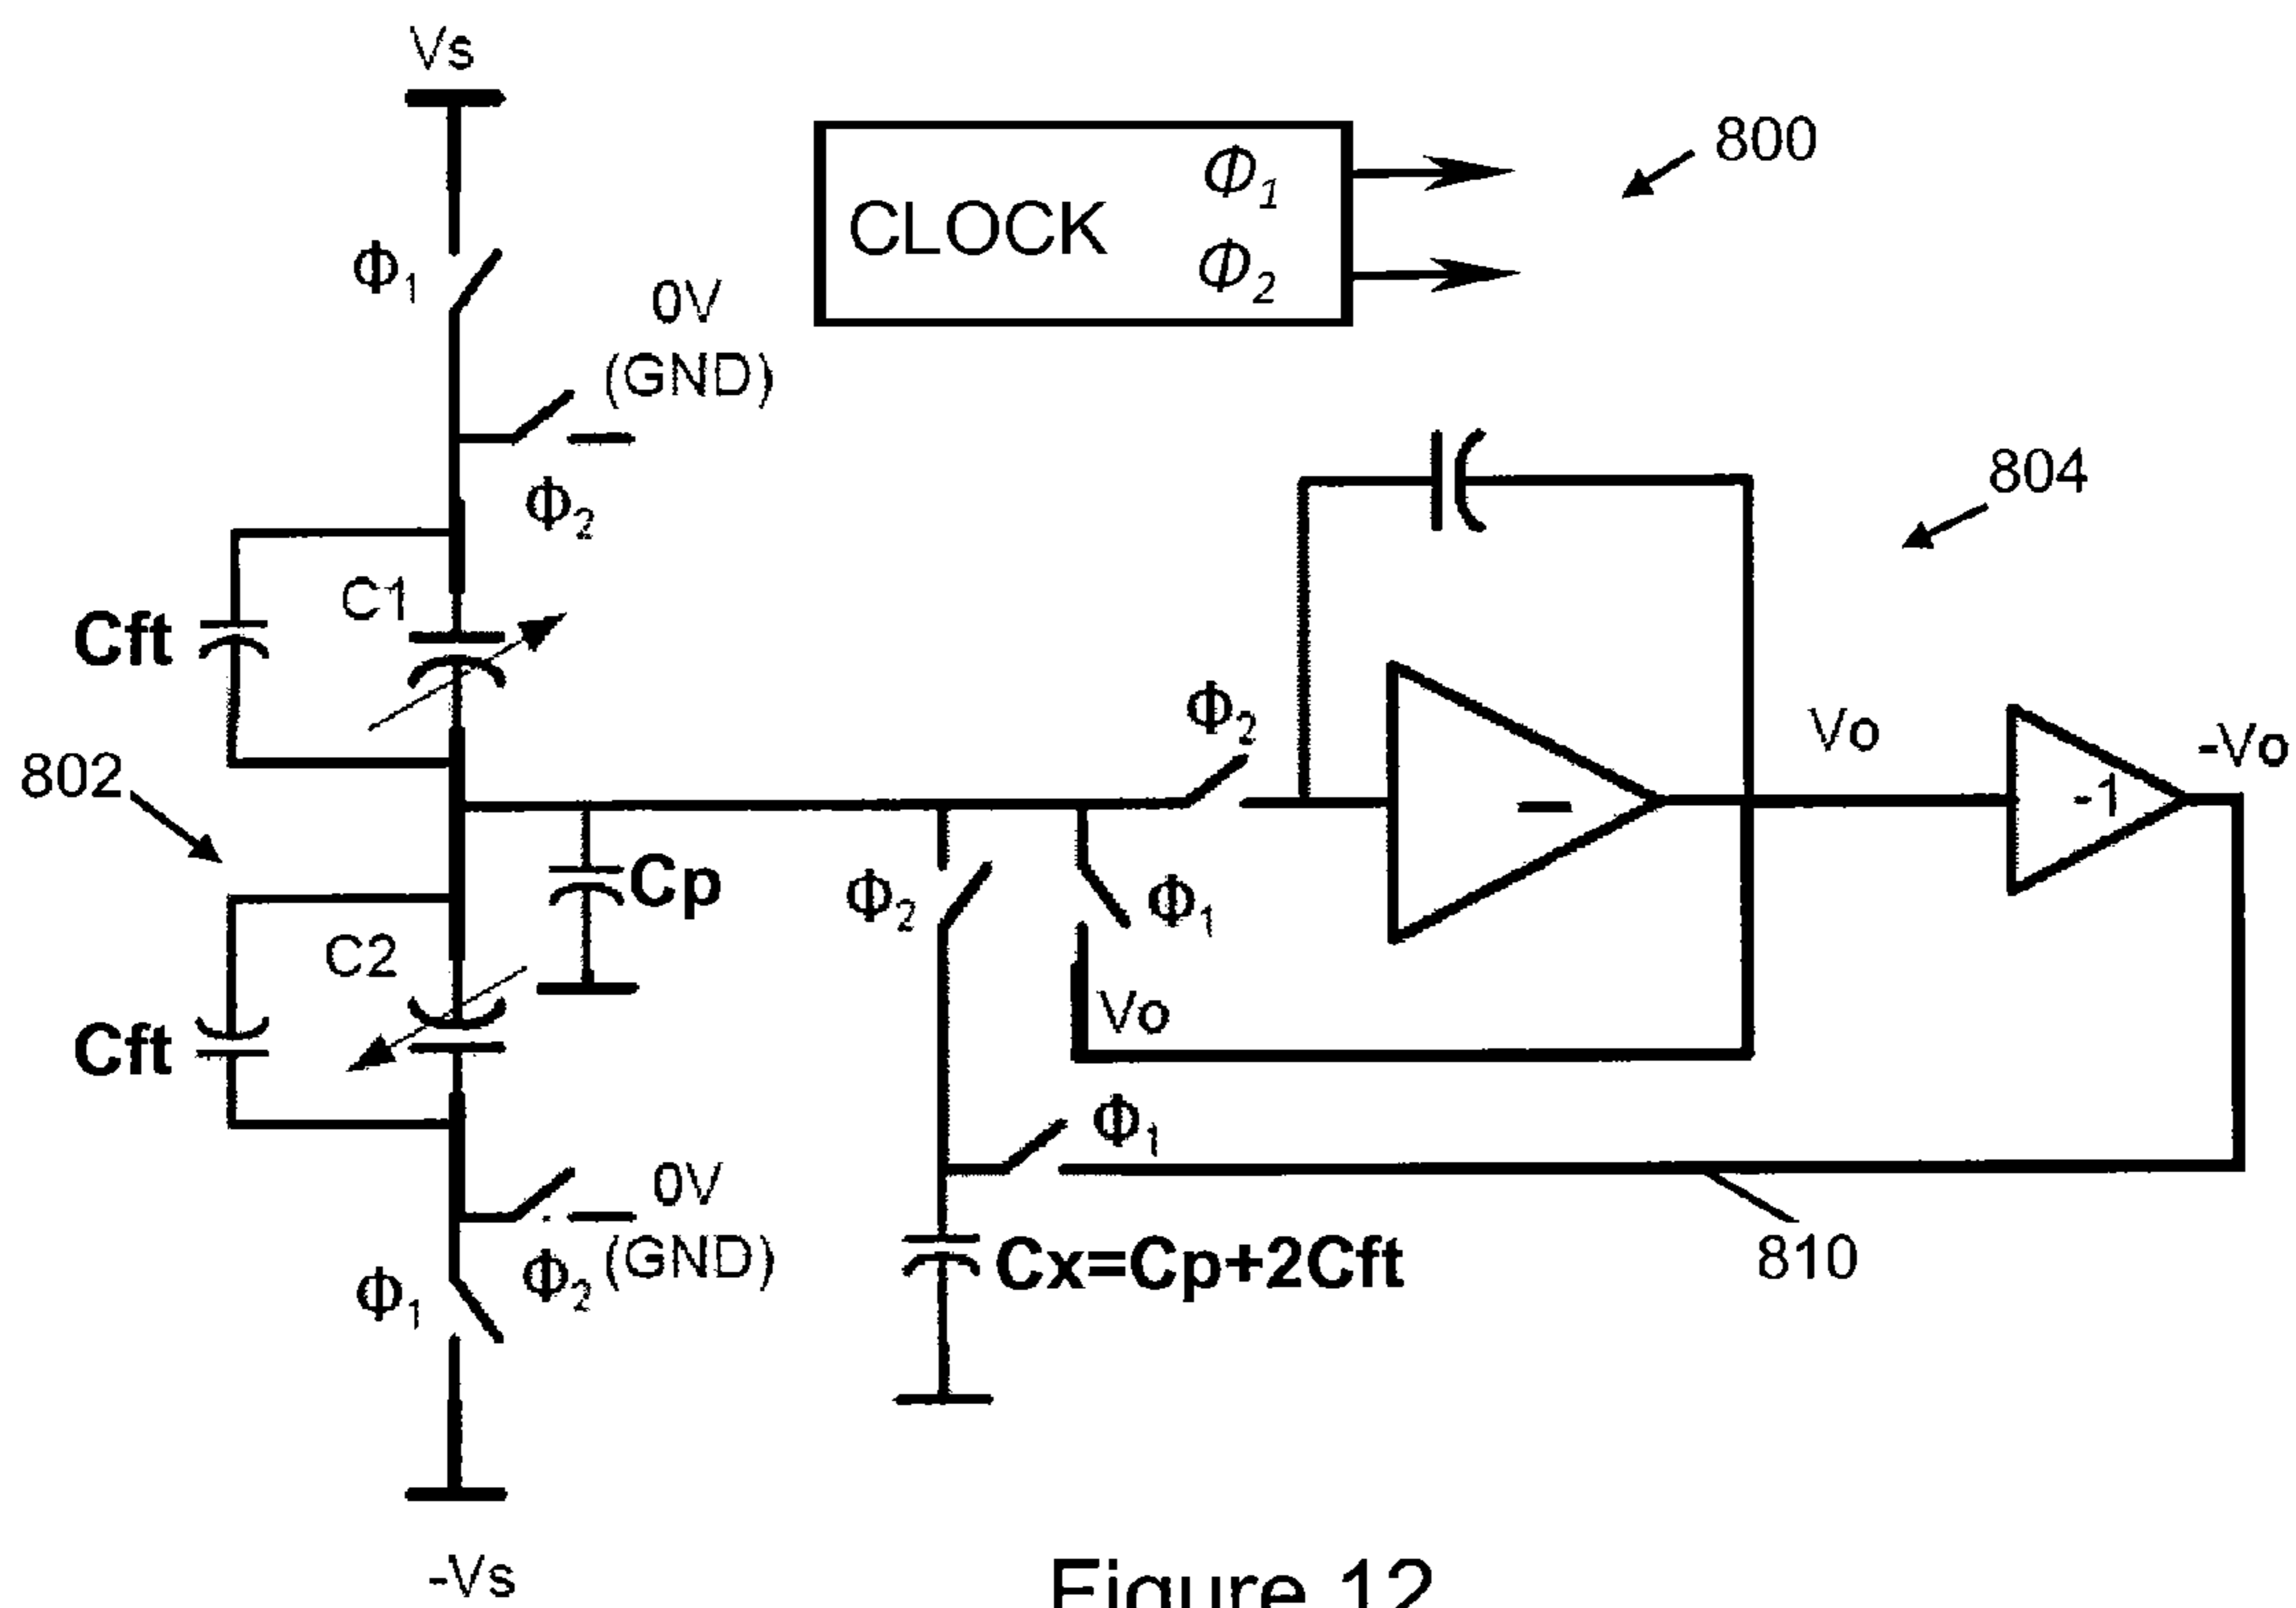 Vs
CLOCK Φ1
Φ2
800
Φ1
0V
(GND)
Φ2
804
Cft
C1
Φ2
Vo
-Vo
-1
802
Cp
Φ2
Φ1
C2
Vo
Cft
Φ1
0V
(GND)
Φ2
Φ1
Cx=Cp+2Cft
810
-Vs
Figure 12